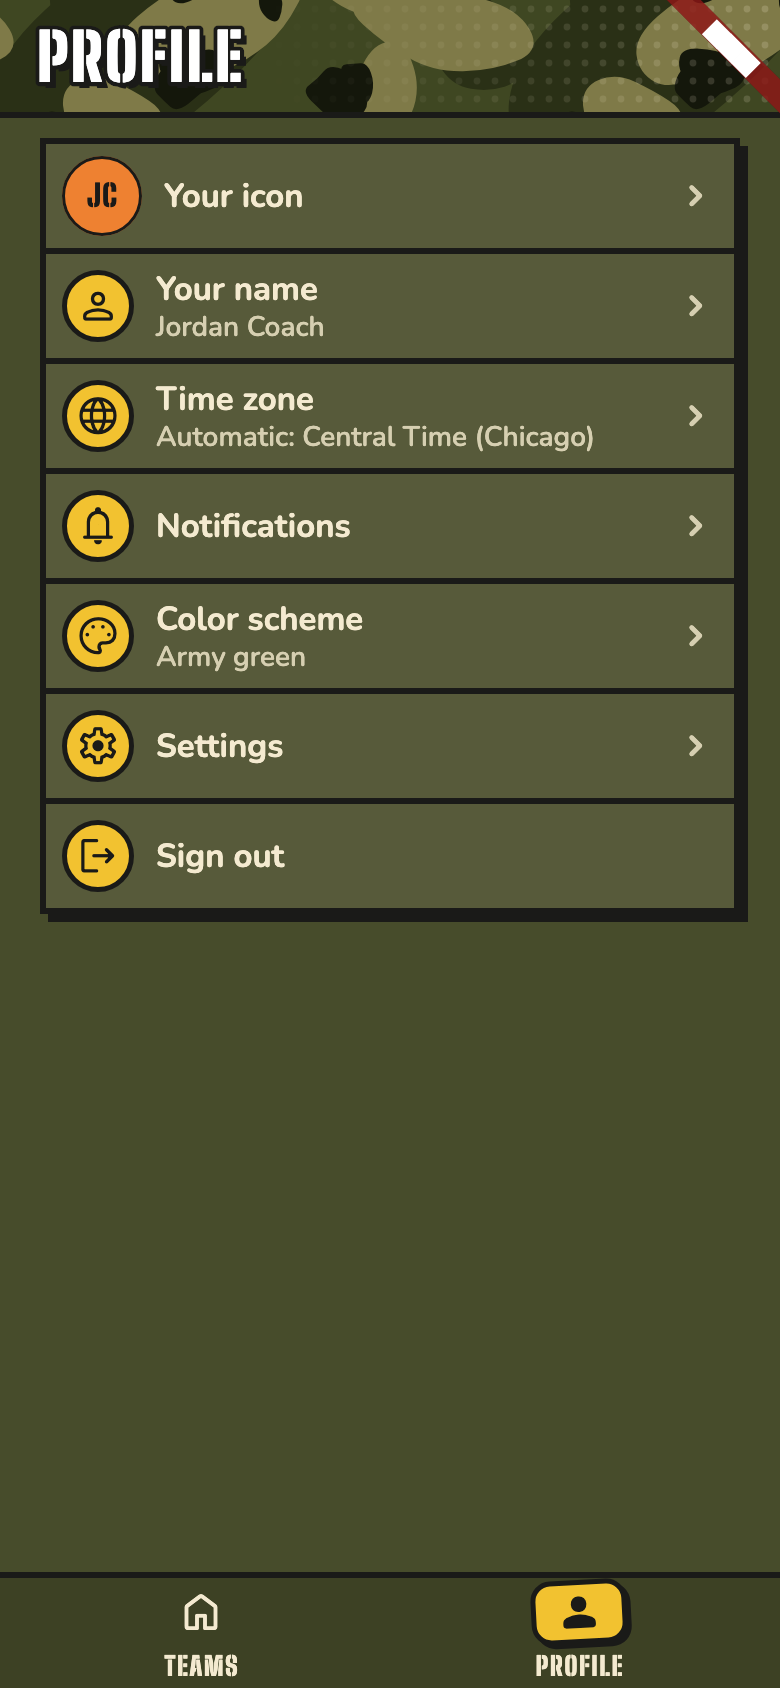 PROFILE
JC
Your icon
Your name
Jordan Coach
Time zone
Automatic: Central Time (Chicago)
Notifications
Color scheme
Army green
Settings
Sign out
TEAMS
PROFILE